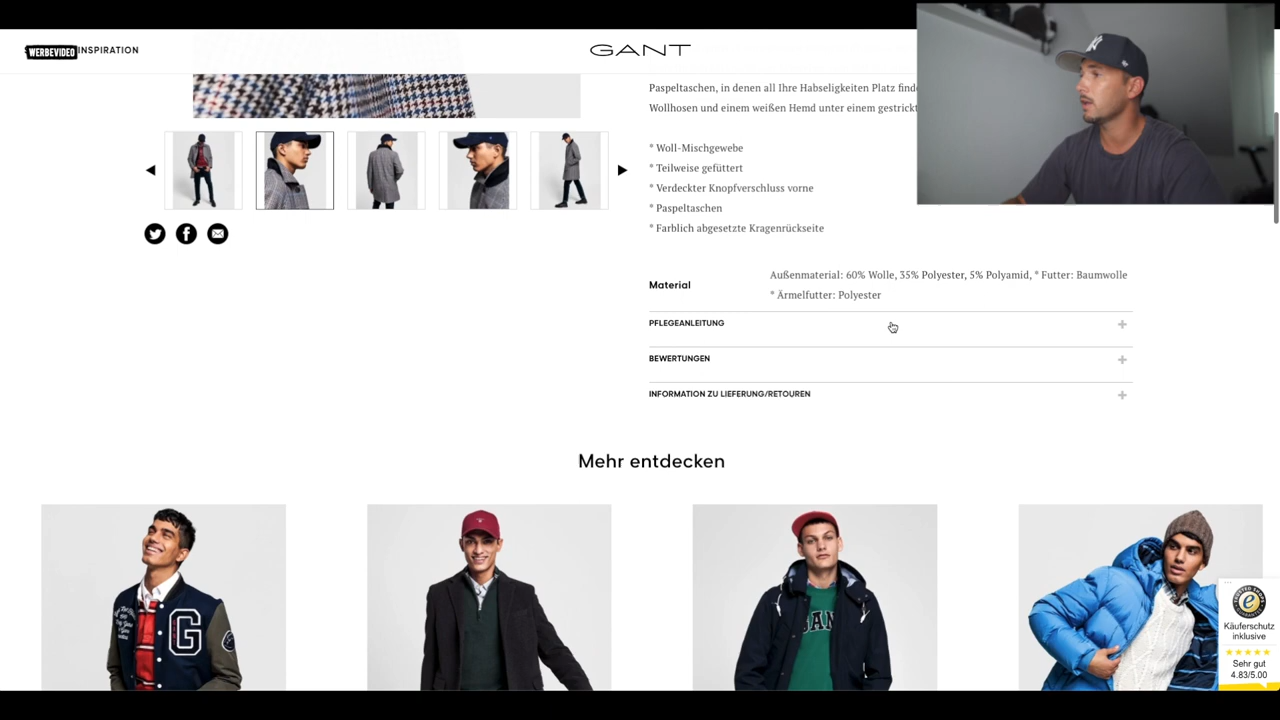 WERBEVIDEO
INSPIRATION
GANT
Paspeltaschen, in denen all Ihre Habseligkeiten Platz
Wollhosen und einem weißen Hemd unter einem
* Woll-Mischgewebe
* Teilweise gefüttert
* Verdeckter Knopfverschluss vorne
* Paspeltaschen
* Farblich abgesetzte Kragenrückseite
Material
Außenmaterial: 60% Wolle, 35% Polyester, 5% Polyamid, * Futter: Baumwolle
* Ärmelfutter: Polyester
PFLEGEANLEITUNG
BEWERTUNGEN
INFORMATION ZU LIEFERUNG/RETOUREN
Mehr entdecken
G
Käuferschutz
inklusive
Sehr gut
4.83/5.00